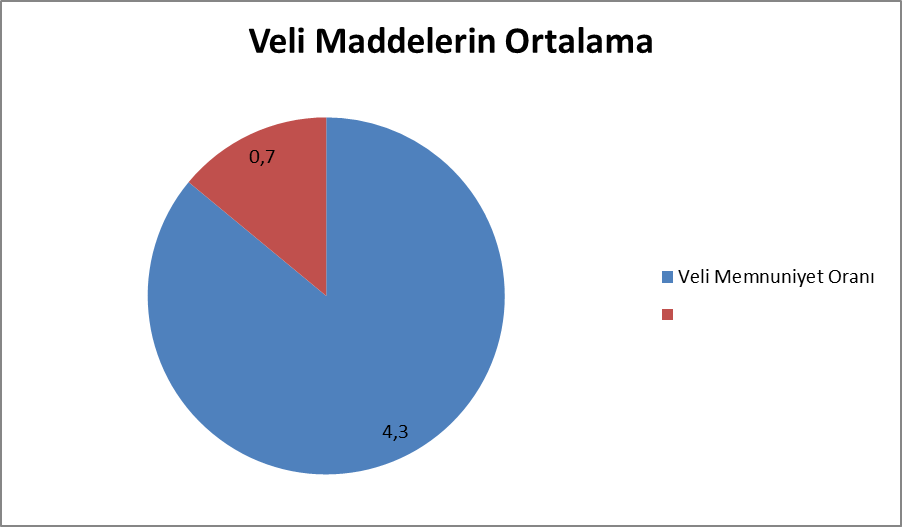 Veli Maddelerin Ortalama
0,7
Veli Memnuniyet Oranı
4,3